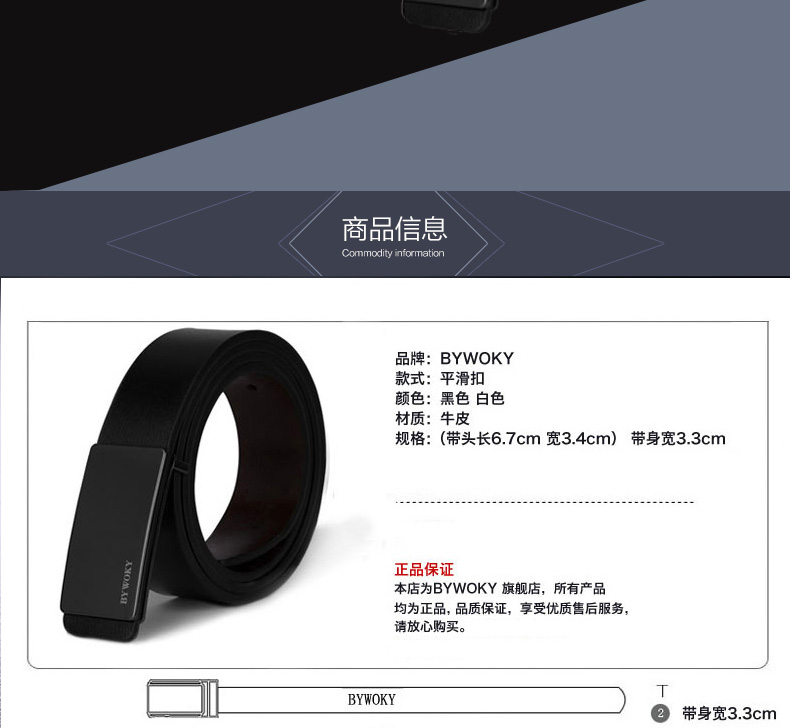 商品信息
Commodity information
品牌：BYWOKY
款式：平滑扣
颜色：黑色 白色
材质：牛皮
规格：（带头长6.7cm 宽3.4cm） 带身宽3.3cm
BYWOKY
正品保证
本店为BYWOKY 旗舰店，所有产品
均为正品，品质保证，享受优质售后服务，
请放心购买。
BYWOKY
2 带身宽3.3cm